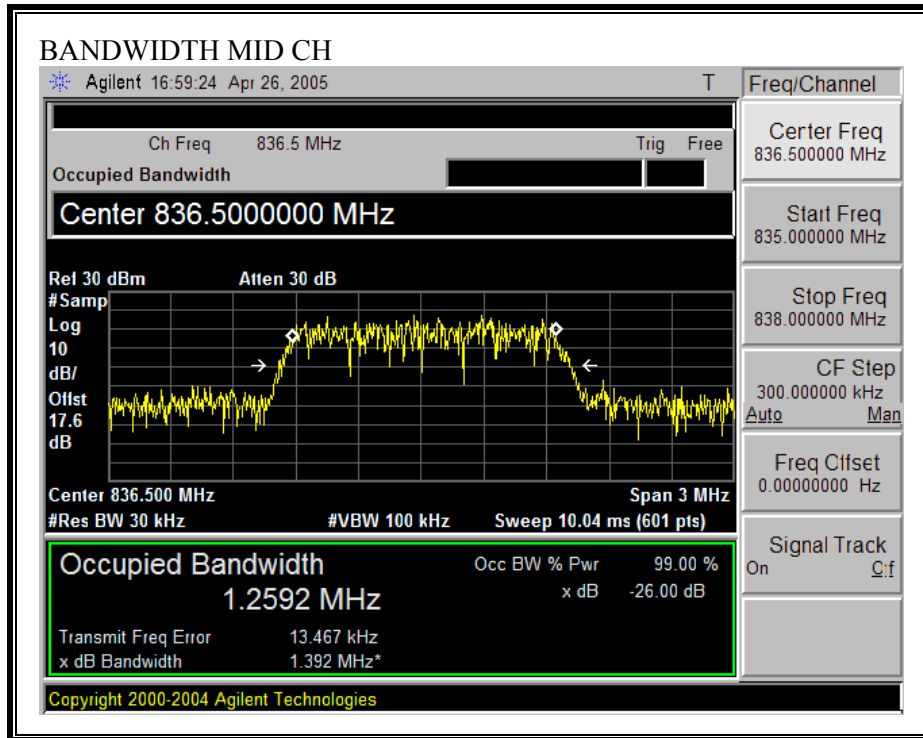 BANDWIDTH MID CH
Agilent 16:59:24 Apr 26, 2005 T
Freq/Channel
Ch Freq 836.5 MHz Trig Free
Occupied Bandwidth
Center 836.5000000 MHz
Center Freq
836.500000 MHz
Start Freq
835.000000 MHz
Stop Freq
838.000000 MHz
CF Step
300.000000 kHz
Auto Man
Freq Offset
0.00000000 Hz
Signal Track
On Off
Ref 30 dBm Atten 30 dB
#Samp
Log
10
dB/
Offst
17.6
dB
Center 836.500 MHz Span 3 MHz
#Res BW 30 kHz #VBW 100 kHz Sweep 10.04 ms (601 pts)
Occupied Bandwidth Occ BW % Pwr 99.00 %
1.2592 MHz x dB -26.00 dB
Transmit Freq Error 13.467 kHz
x dB Bandwidth 1.392 MHz*
Copyright 2000-2004 Agilent Technologies